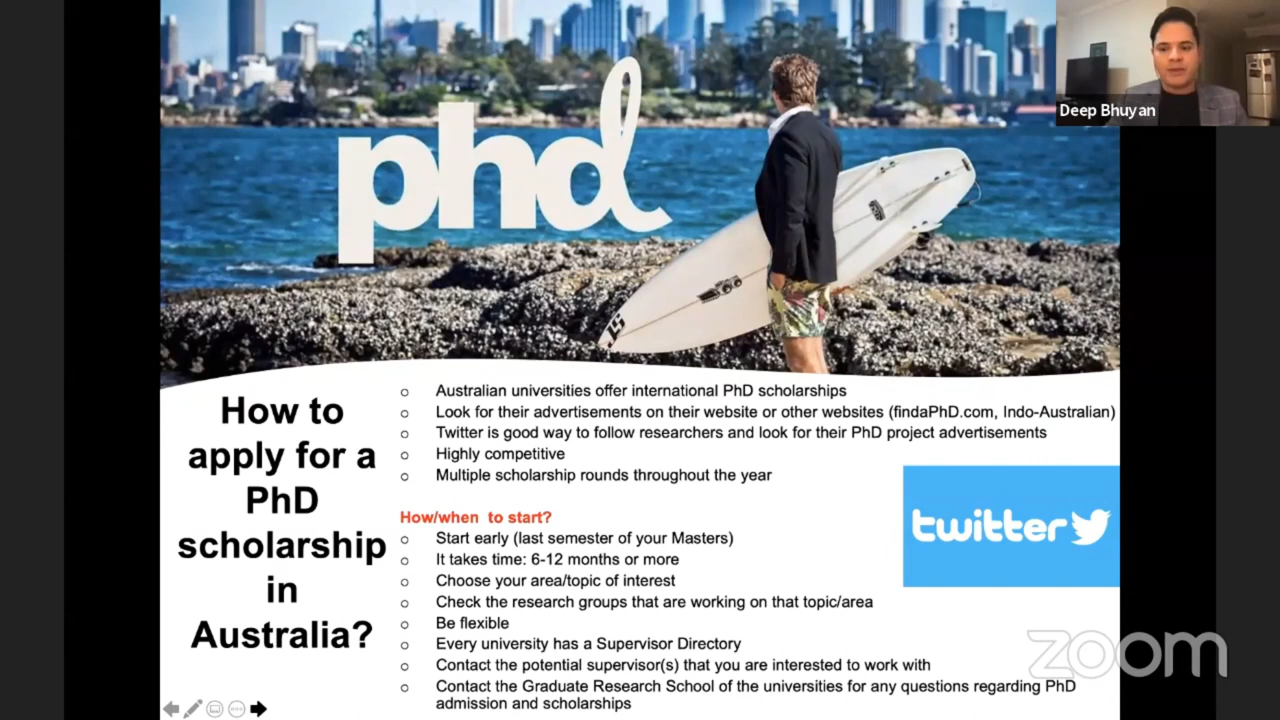 phd
Deep Bhuyan
How to
apply for a
PhD
scholarship
in
Australia?
Australian universities offer international PhD scholarships
Look for their advertisements on their website or other websites (findaPhD.com, Indo-Australian)
Twitter is good way to follow researchers and look for their PhD project advertisements
Highly competitive
Multiple scholarship rounds throughout the year
How/when to start?
Start early (last semester of your Masters)
It takes time: 6-12 months or more
Choose your area/topic of interest
Check the research groups that are working on that topic/area
Be flexible
Every university has a Supervisor Directory
Contact the potential supervisor(s) that you are interested to work with
Contact the Graduate Research School of the universities for any questions regarding PhD
admission and scholarships
twitter
zoom